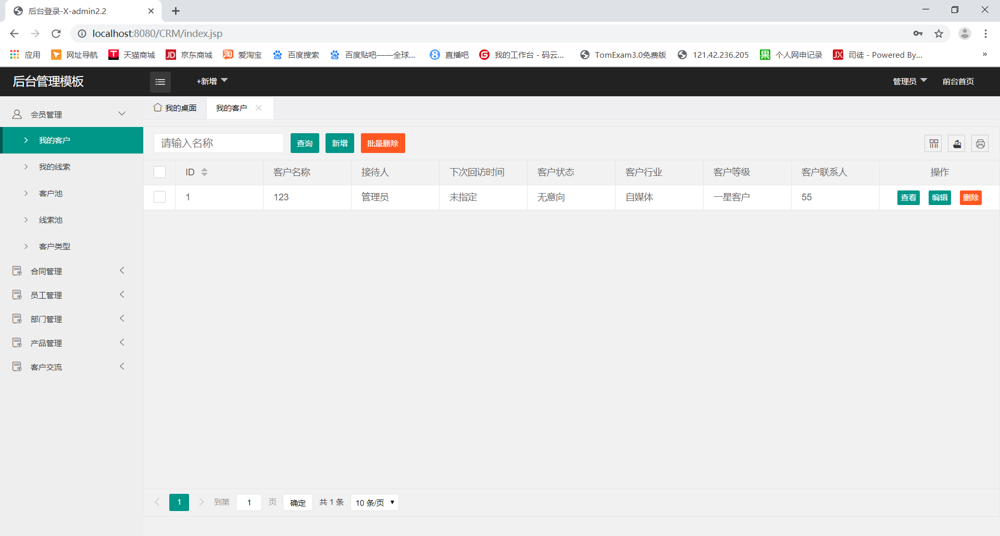 后台登录-X-admin2.2
localhost:8080/CRM/index.jsp
应用 网址导航 T 天猫商城 JD 京东商城 淘 爱淘宝 百度搜索 百度贴吧——全球... 8 直播吧 G 我的工作台 - 码云... TomExam3.0免费版 121.42.236.205 果 个人网申记录 JX 司徒 - Powered By... »
后台管理模板 +新增 管理员 前台首页
会员管理
我的客户
我的线索
客户池
线索池
客户类型
合同管理
员工管理
部门管理
产品管理
客户交流
我的桌面 我的客户
请输入名称 查询 新增 批量删除
ID 客户名称 接待人 下次回访时间 客户状态 客户行业 客户等级 客户联系人 操作
1 123 管理员 未指定 无意向 自媒体 一星客户 55 查看 编辑 删除
1 到第 1 页 确定 共 1 条 10 条/页